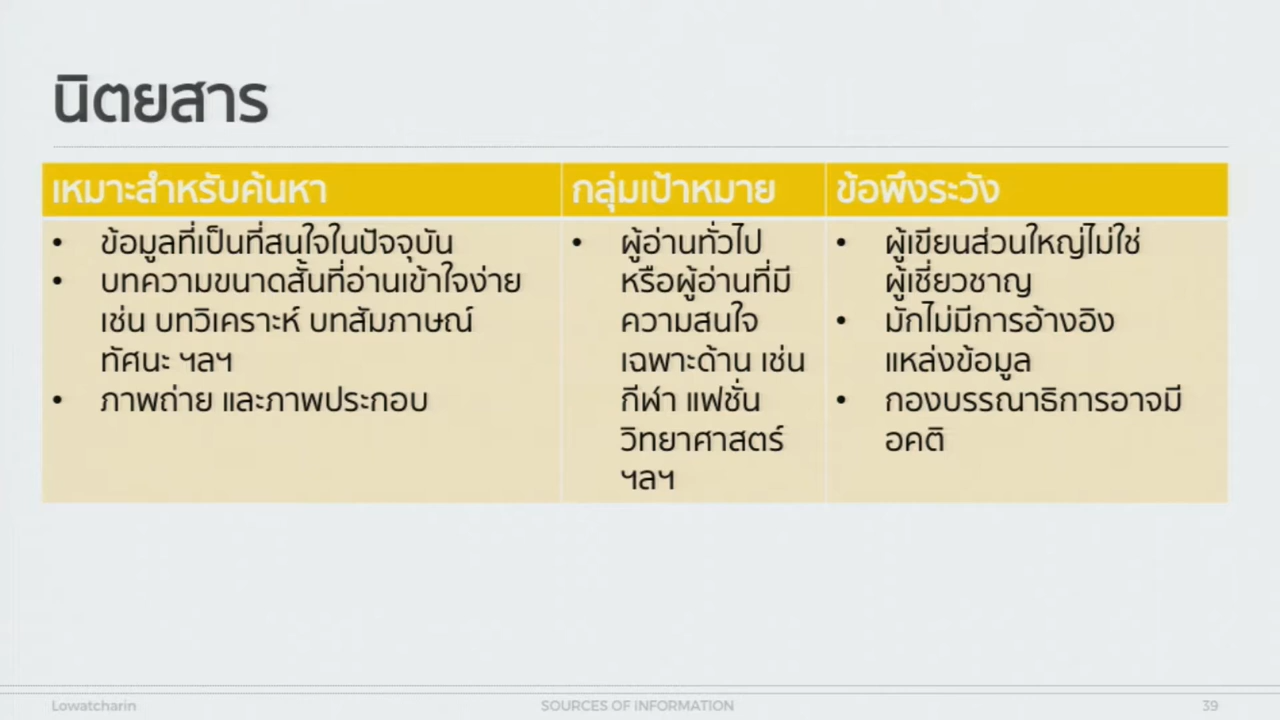 นิตยสาร
เหมาะสำหรับค้นหา
กลุ่มเป้าหมาย
ข้อพึงระวัง
• ข้อมูลที่เป็นที่สนใจในปัจจุบัน
• บทความขนาดสั้นที่อ่านเข้าใจง่าย
เช่น บทวิเคราะห์ บทสัมภาษณ์
ทัศนะ ฯลฯ
• ภาพถ่าย และภาพประกอบ
• ผู้อ่านทั่วไป
หรือผู้อ่านที่มี
ความสนใจ
เฉพาะด้าน เช่น
กีฬา แฟชั่น
วิทยาศาสตร์
ฯลฯ
• ผู้เขียนส่วนใหญ่ไม่ใช่
ผู้เชี่ยวชาญ
• มักไม่มีการอ้างอิง
แหล่งข้อมูล
• กองบรรณาธิการอาจมี
อคติ
Lowatcharin
SOURCES OF INFORMATION
39